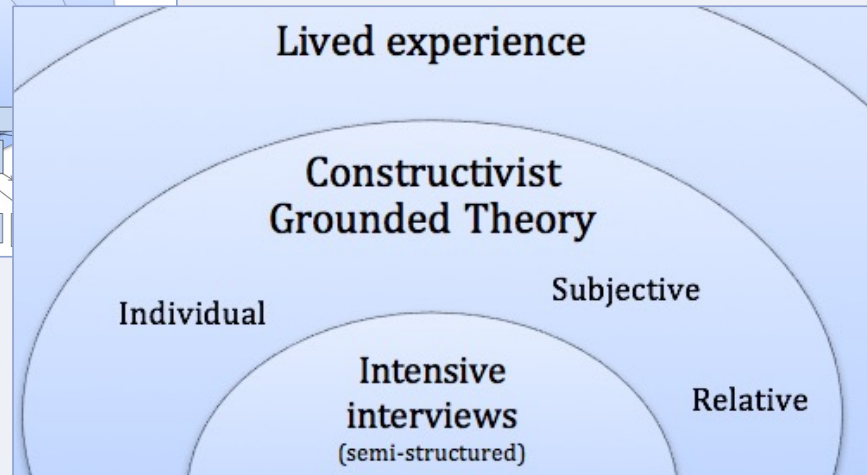 Lived experience
Constructivist
Grounded Theory
Subjective
Individual
Intensive
interviews
Relative
(semi-structured)